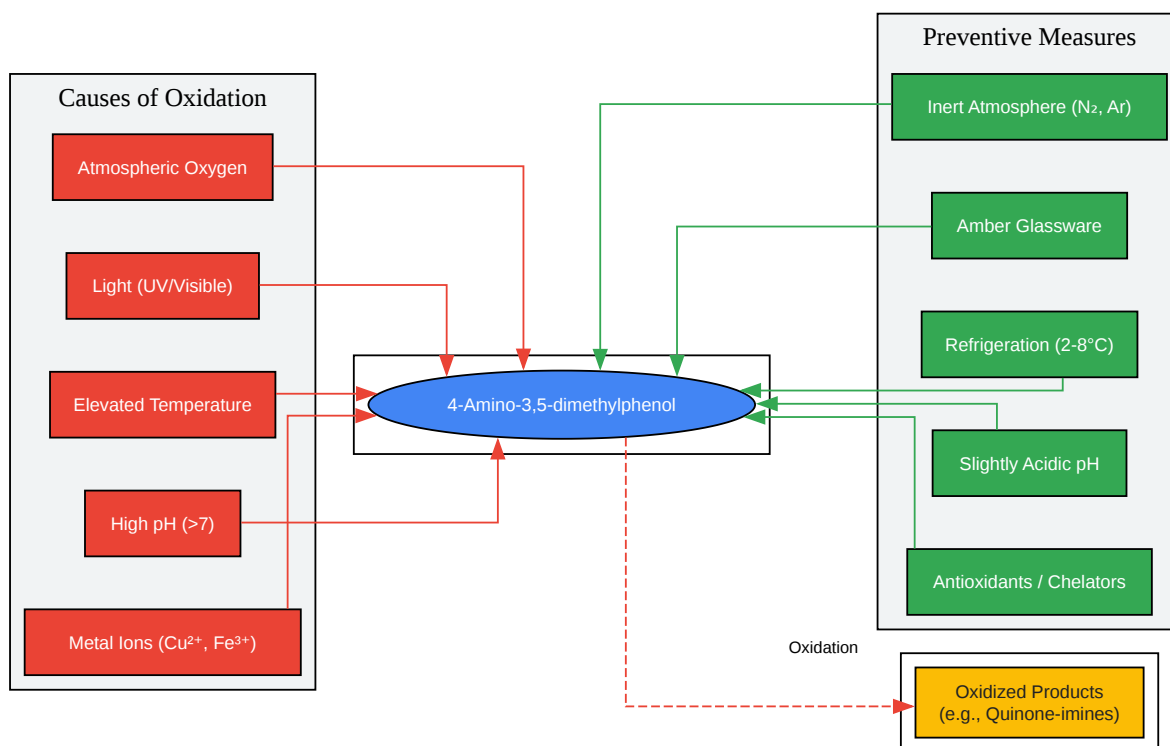 Causes of Oxidation
Atmospheric Oxygen
Light (UV/Visible)
Elevated Temperature
High pH (>7)
Metal Ions (Cu²⁺, Fe³⁺)
4-Amino-3,5-dimethylphenol
Preventive Measures
Inert Atmosphere (N₂, Ar)
Amber Glassware
Refrigeration (2-8°C)
Slightly Acidic pH
Antioxidants / Chelators
Oxidation
Oxidized Products
(e.g., Quinone-imines)